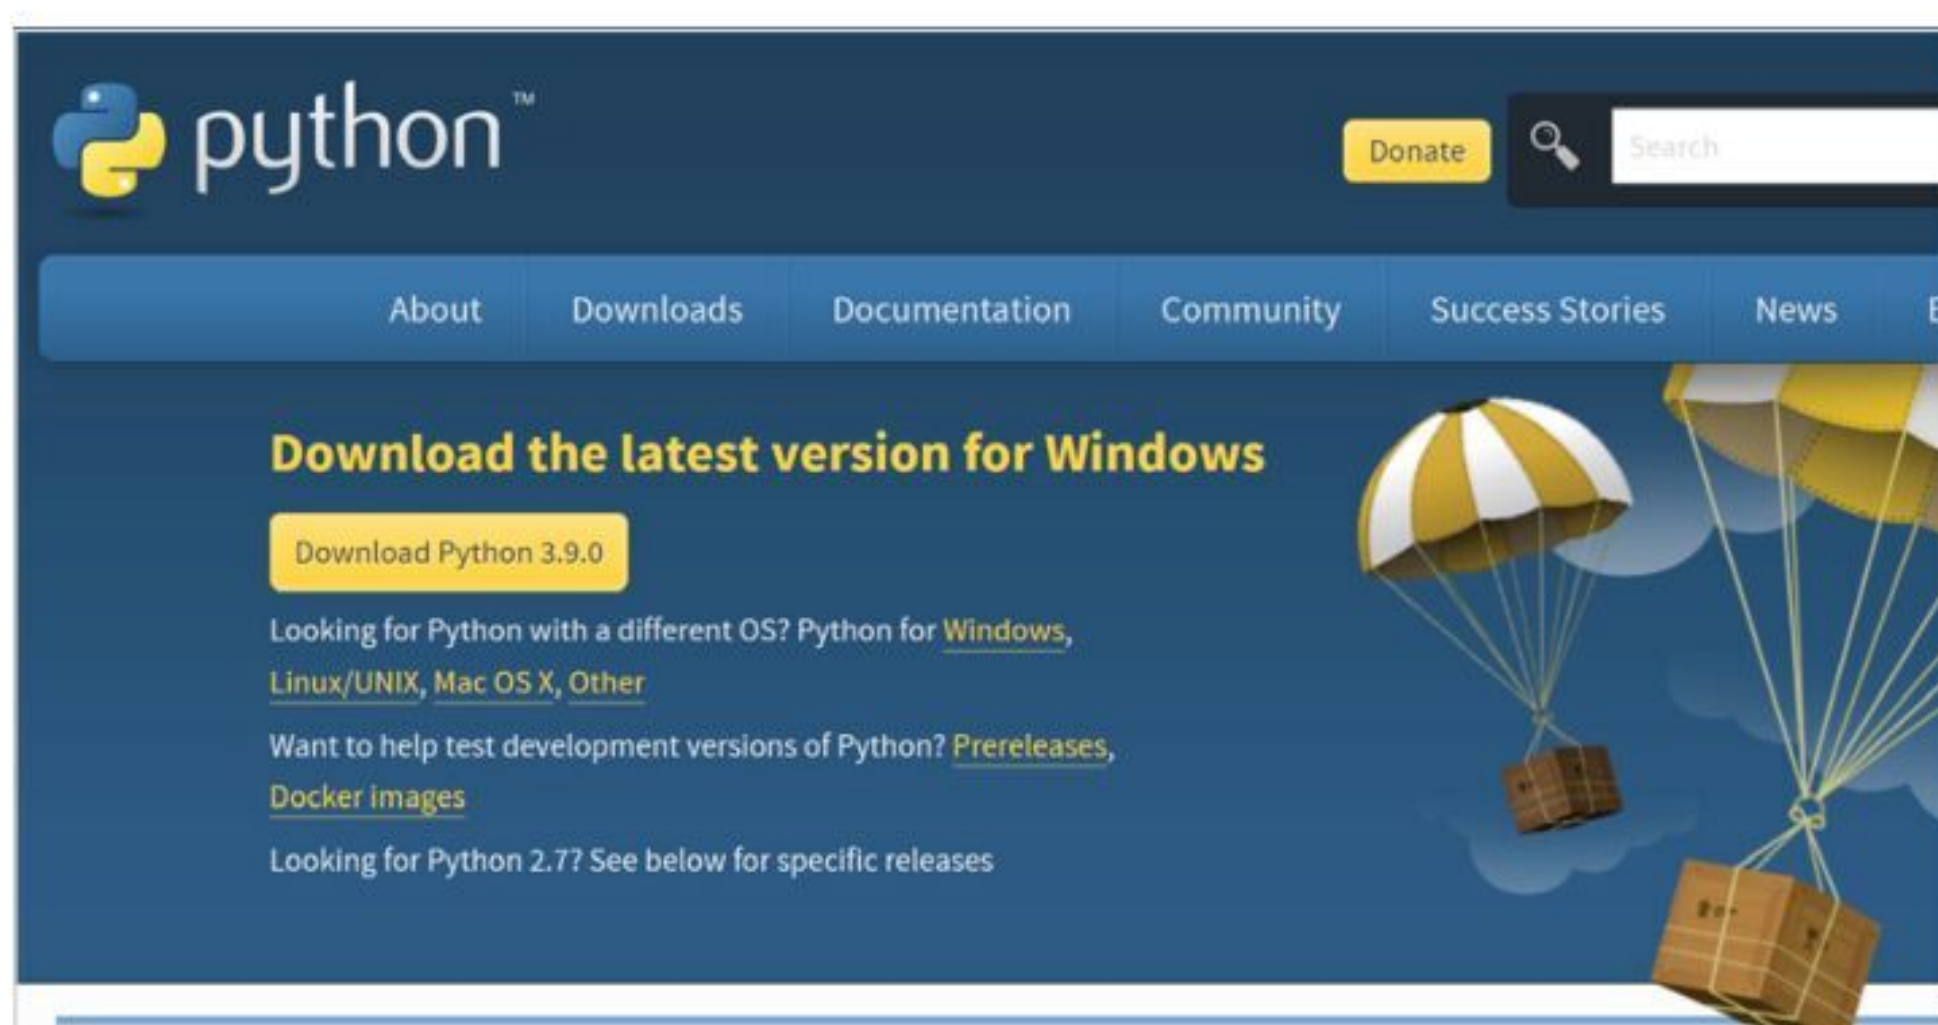 python™
Donate
Search
About Downloads Documentation Community Success Stories News
Download the latest version for Windows
Download Python 3.9.0
Looking for Python with a different OS? Python for Windows,
Linux/UNIX, Mac OS X, Other
Want to help test development versions of Python? Prereleases,
Docker images
Looking for Python 2.7? See below for specific releases